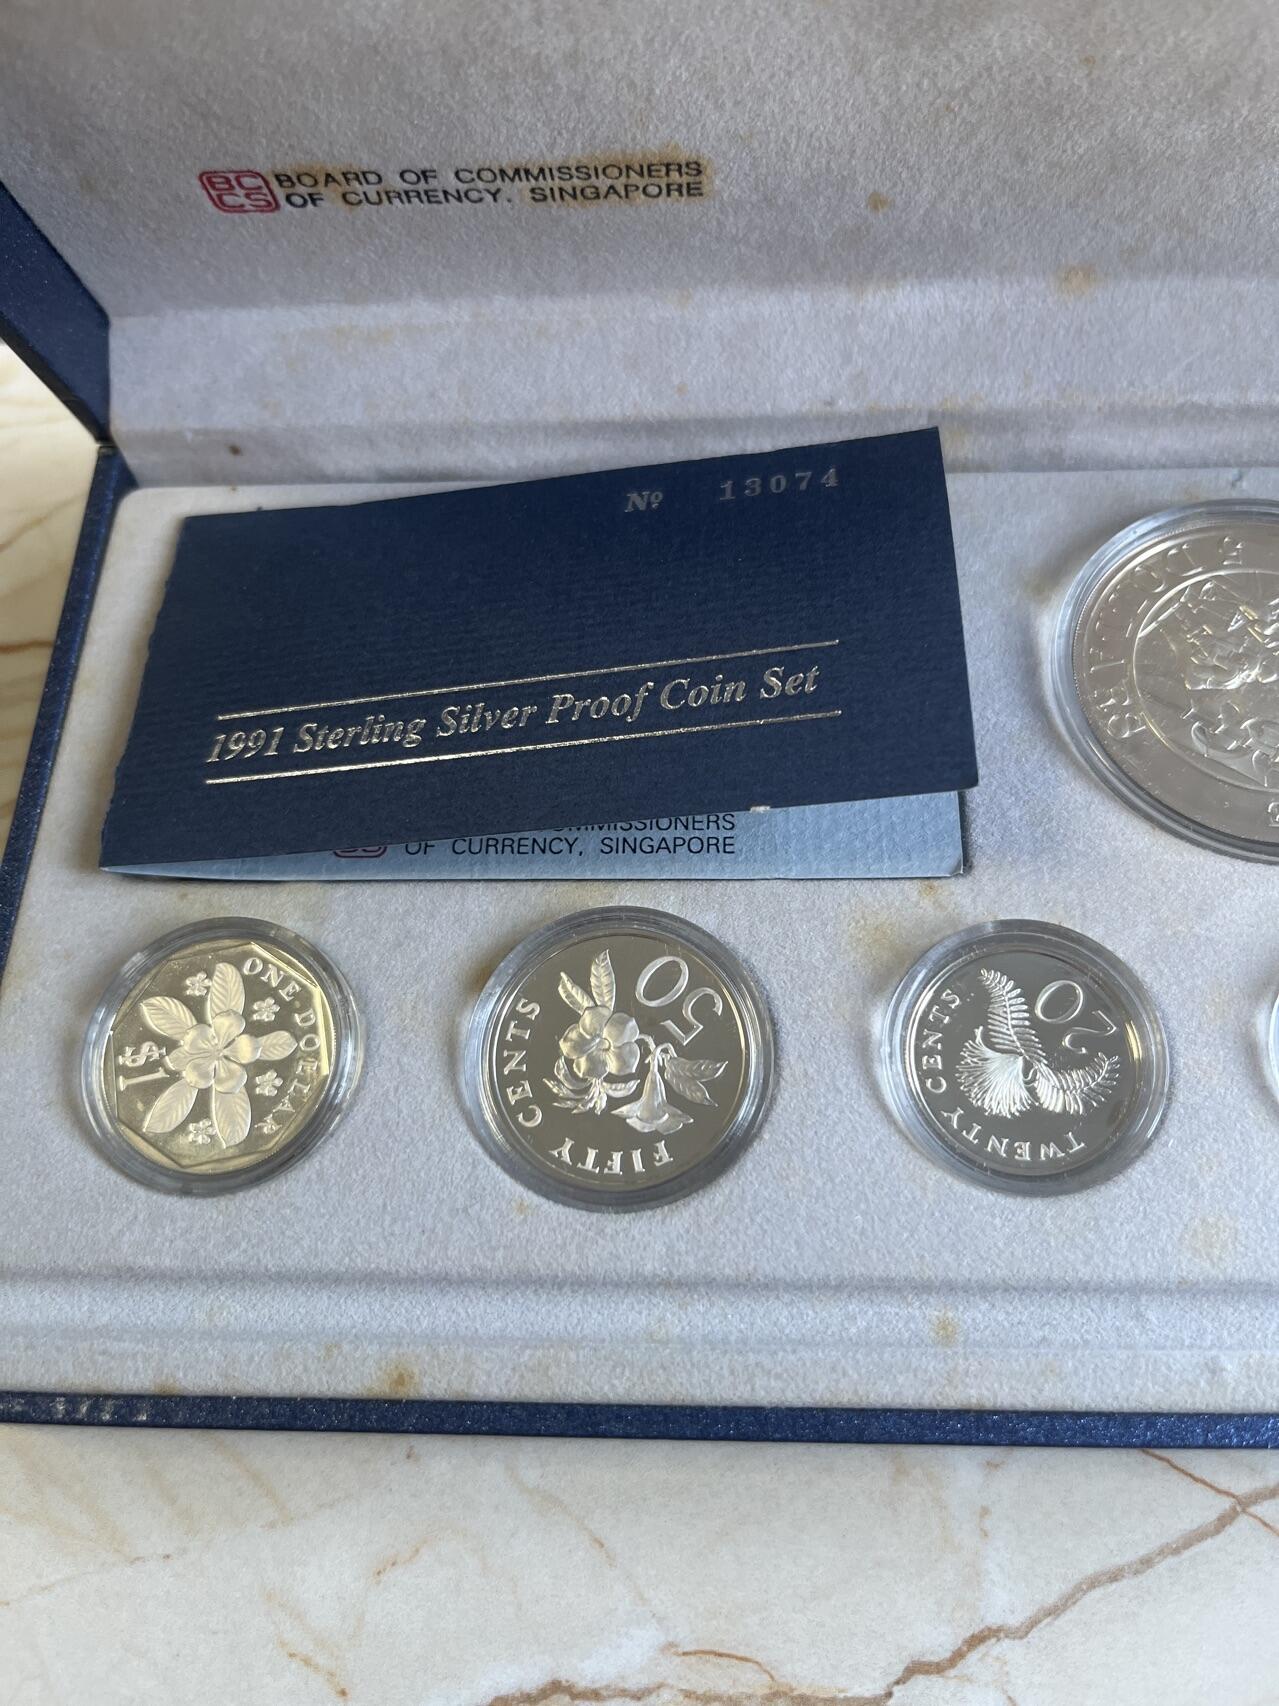 BC
CS
BOARD OF COMMISSIONERS
OF CURRENCY, SINGAPORE
Nº 13074
1991 Sterling Silver Proof Coin Set
COMMISSIONERS
OF CURRENCY, SINGAPORE
ONE·DOLLAR
$1
50
FIFTY CENTS
20
TWENTY CENTS